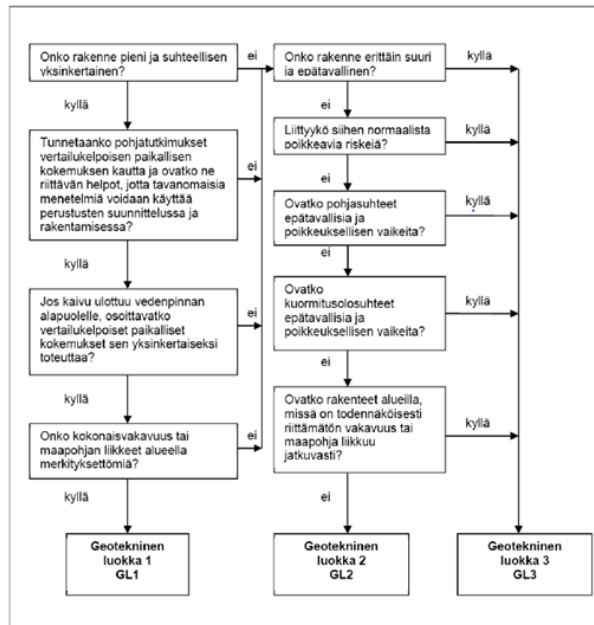 Onko rakenne pieni ja suhteellisen
yksinkertainen?
ei
kyllä
Tunnetaanko pohjatutkimukset
vertailukelpoisen paikallisen
kokemuksen kautta ja ovatko ne
riittävän helpot, jotta tavanomaisia
menetelmiä voidaan käyttää
perustusten suunnittelussa ja
rakentamisessa?
ei
kyllä
Jos kaivu ulottuu vedenpinnan
alapuolelle, osoittavatko
vertailukelpoiset paikalliset
kokemukset sen yksinkertaiseksi
toteuttaa?
ei
kyllä
Onko kokonaisvakavuus tai
maapohjan liikkeet alueella
merkityksettömiä?
ei
kyllä
Geotekninen
luokka 1
GL1
Onko rakenne erittäin suuri
ja epätavallinen?
kyllä
ei
Liittyykö siihen normaalista
poikkeavia riskejä?
kyllä
ei
Ovatko pohjasuhteet
epätavallisia ja
poikkeuksellisen vaikeita?
kyllä
ei
Ovatko
kuormitusolosuhteet
epätavallisia ja
poikkeuksellisen vaikeita?
kyllä
ei
Ovatko rakenteet alueilla,
missä on todennäköisesti
riittämätön vakavuus tai
maapohja liikkuu
jatkuvasti?
kyllä
ei
Geotekninen
luokka 2
GL2
Geotekninen
luokka 3
GL3